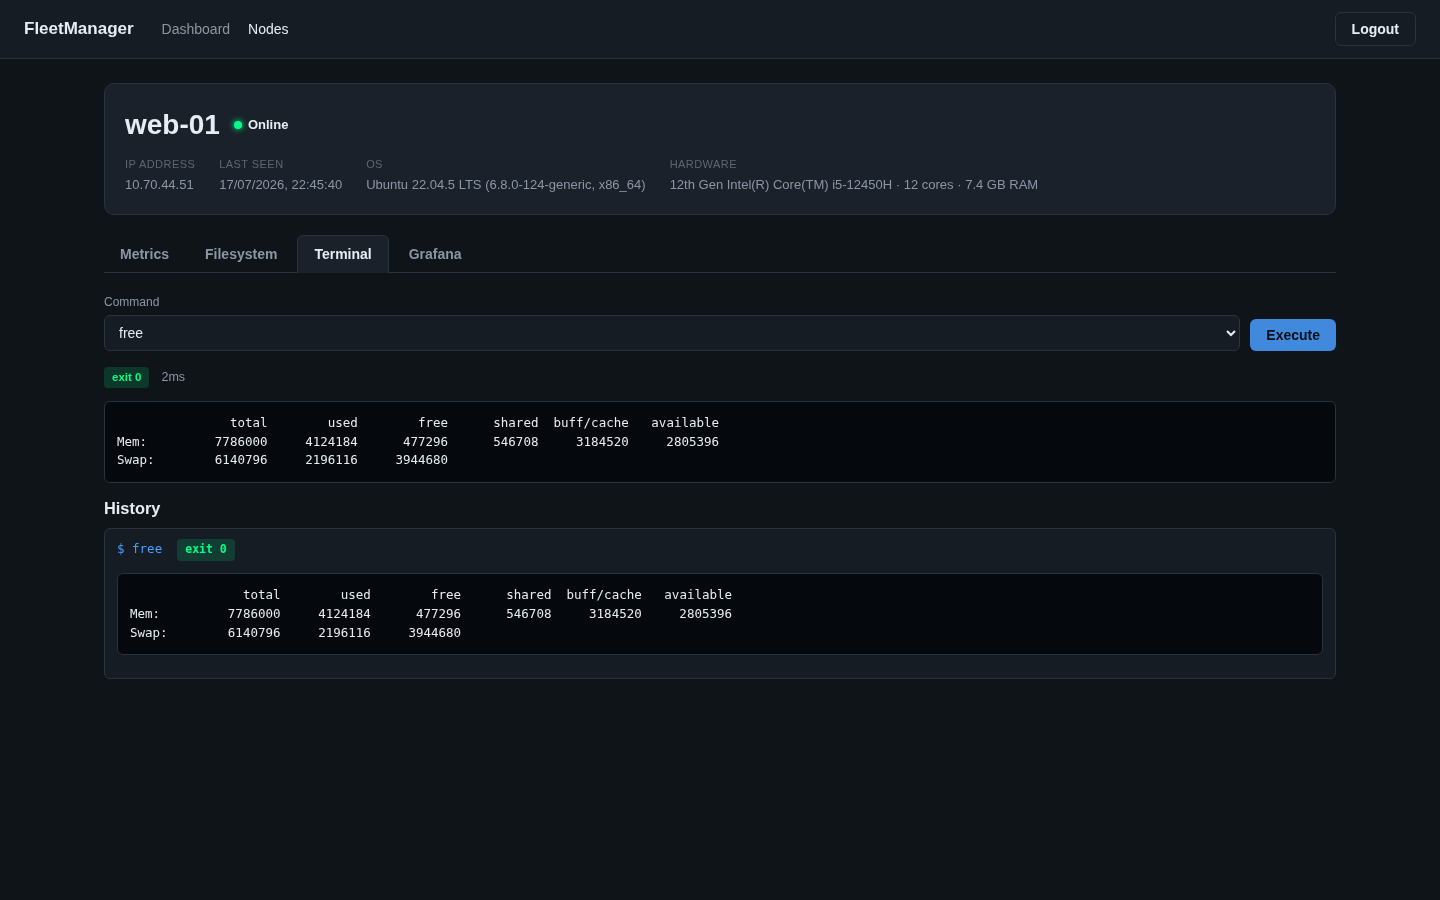 FleetManager Dashboard Nodes Logout
web-01 Online
IP ADDRESS LAST SEEN OS HARDWARE
10.70.44.51 17/07/2026, 22:45:40 Ubuntu 22.04.5 LTS (6.8.0-124-generic, x86_64) 12th Gen Intel(R) Core(TM) i5-12450H · 12 cores · 7.4 GB RAM
Metrics Filesystem Terminal Grafana
Command
free Execute
exit 0 2ms
total used free shared buff/cache available
Mem: 7786000 4124184 477296 546708 3184520 2805396
Swap: 6140796 2196116 3944680
History
$ free exit 0
total used free shared buff/cache available
Mem: 7786000 4124184 477296 546708 3184520 2805396
Swap: 6140796 2196116 3944680